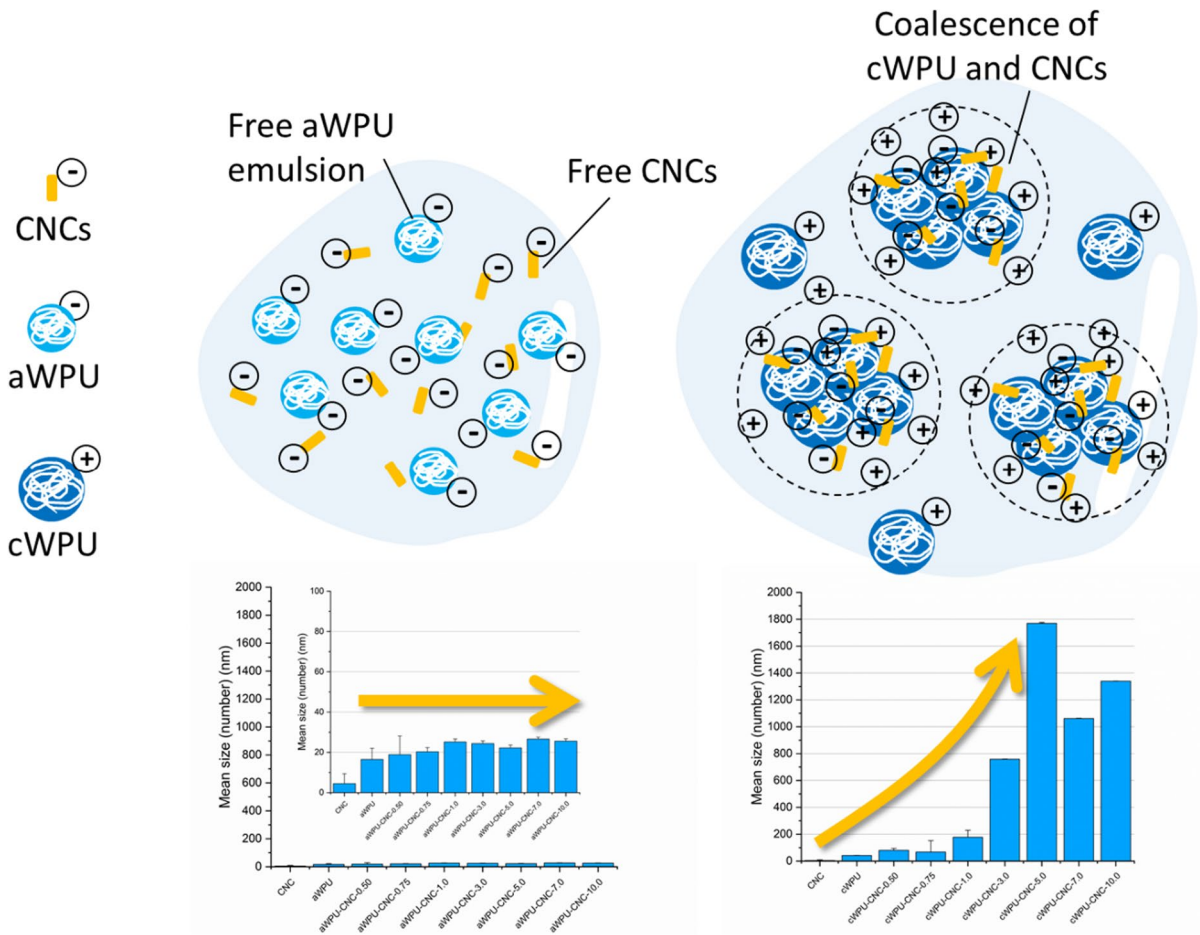 Coalescence of
cWPU and CNCs
Free aWPU
emulsion
Free CNCs
-
CNCs
-
aWPU
+
cWPU
2000
1800
1600
1400
1200
1000
800
600
400
200
0
Mean size (number) (nm)
100
80
60
40
20
0
Mean size (number) (nm)
CNC
aWPU
aWPU-CNC-0.50
aWPU-CNC-0.75
aWPU-CNC-1.0
aWPU-CNC-3.0
aWPU-CNC-5.0
aWPU-CNC-7.0
aWPU-CNC-10.0
CNC
aWPU
aWPU-CNC-0.50
aWPU-CNC-0.75
aWPU-CNC-1.0
aWPU-CNC-3.0
aWPU-CNC-5.0
aWPU-CNC-7.0
aWPU-CNC-10.0
2000
1800
1600
1400
1200
1000
800
600
400
200
0
Mean size (number) (nm)
CNC
cWPU
cWPU-CNC-0.50
cWPU-CNC-0.75
cWPU-CNC-1.0
cWPU-CNC-3.0
cWPU-CNC-5.0
cWPU-CNC-7.0
cWPU-CNC-10.0